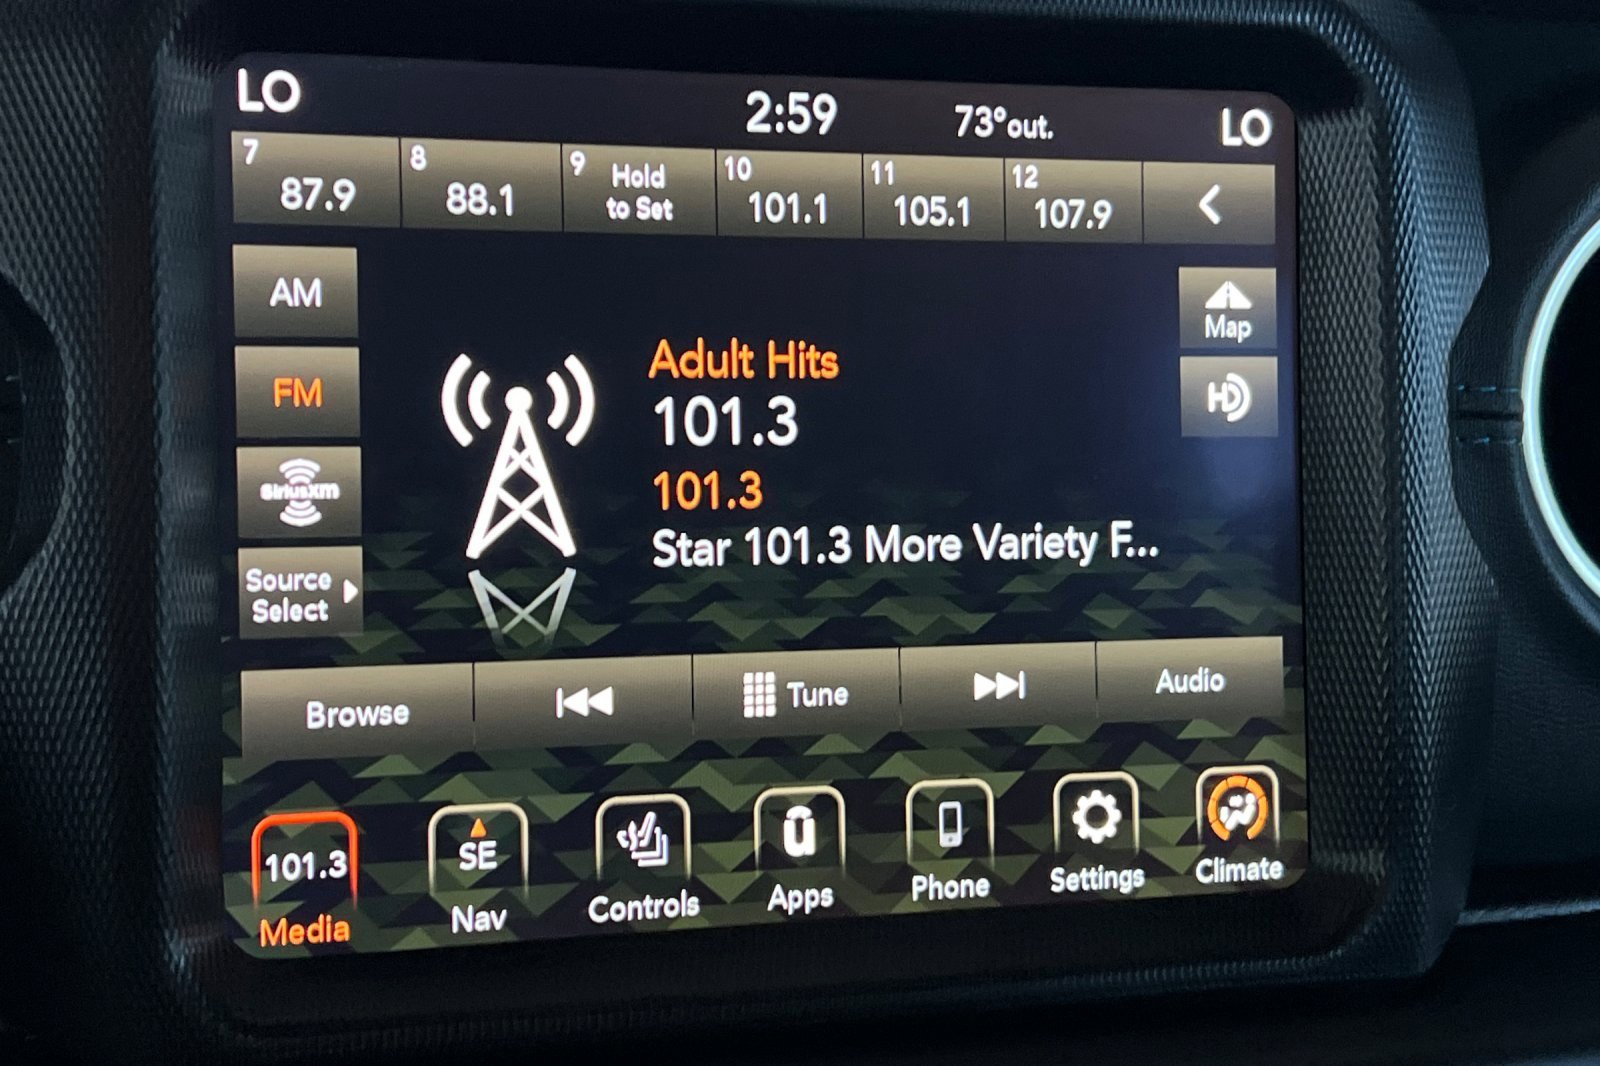 LO 2:59 73°out. LO
7 87.9
8 88.1
9 Hold
to Set
10 101.1
11 105.1
12 107.9
AM
FM
SiriusXM
Source
Select
Adult Hits
101.3
101.3
Star 101.3 More Variety F...
Map
HD
Browse
Tune
Audio
101.3
Media
SE
Nav
Controls
u
Apps
Phone
Settings
Climate